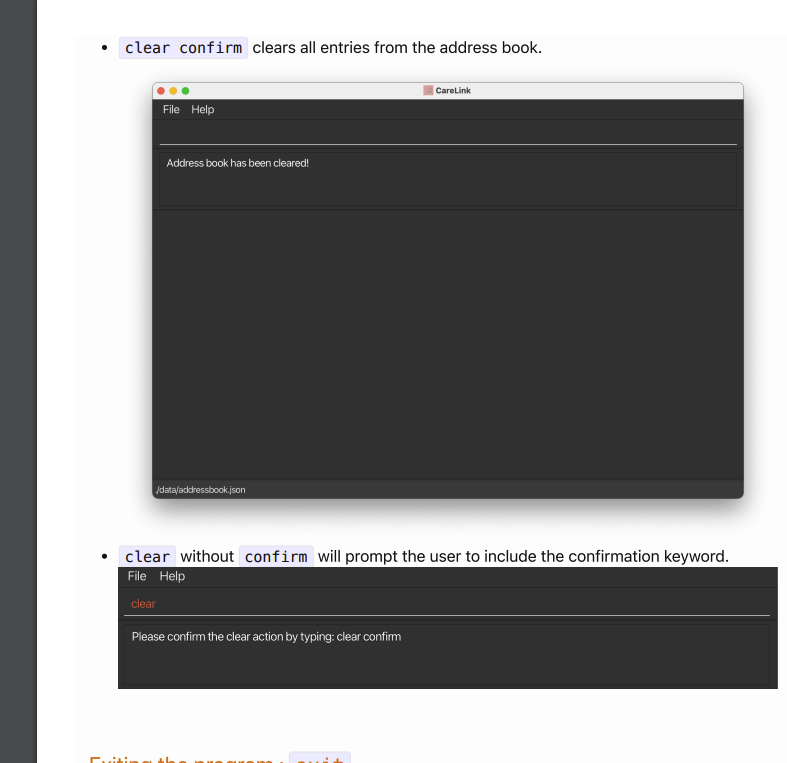 clear confirm clears all entries from the address book.
CareLink
File Help
Address book has been cleared!
/data/addressbook.json
clear without confirm will prompt the user to include the confirmation keyword.
File Help
clear
Please confirm the clear action by typing: clear confirm
Exiting the program : exit